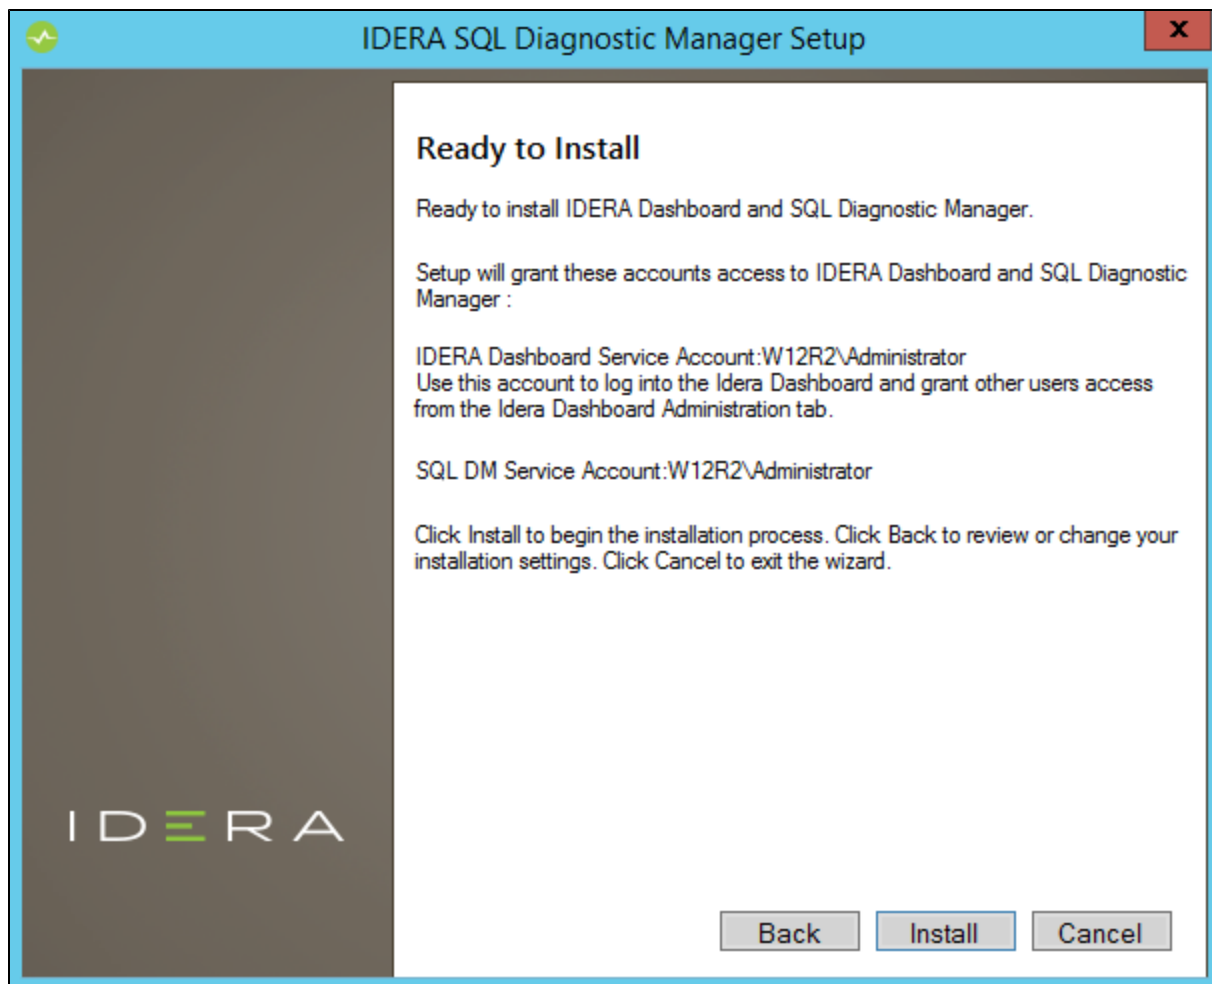 IDERA SQL Diagnostic Manager Setup
x
Ready to Install
Ready to install IDERA Dashboard and SQL Diagnostic Manager.
Setup will grant these accounts access to IDERA Dashboard and SQL Diagnostic
Manager :
IDERA Dashboard Service Account:W12R2\Administrator
Use this account to log into the Idera Dashboard and grant other users access
from the Idera Dashboard Administration tab.
SQL DM Service Account:W12R2\Administrator
Click Install to begin the installation process. Click Back to review or change your
installation settings. Click Cancel to exit the wizard.
IDERA
Back Install Cancel